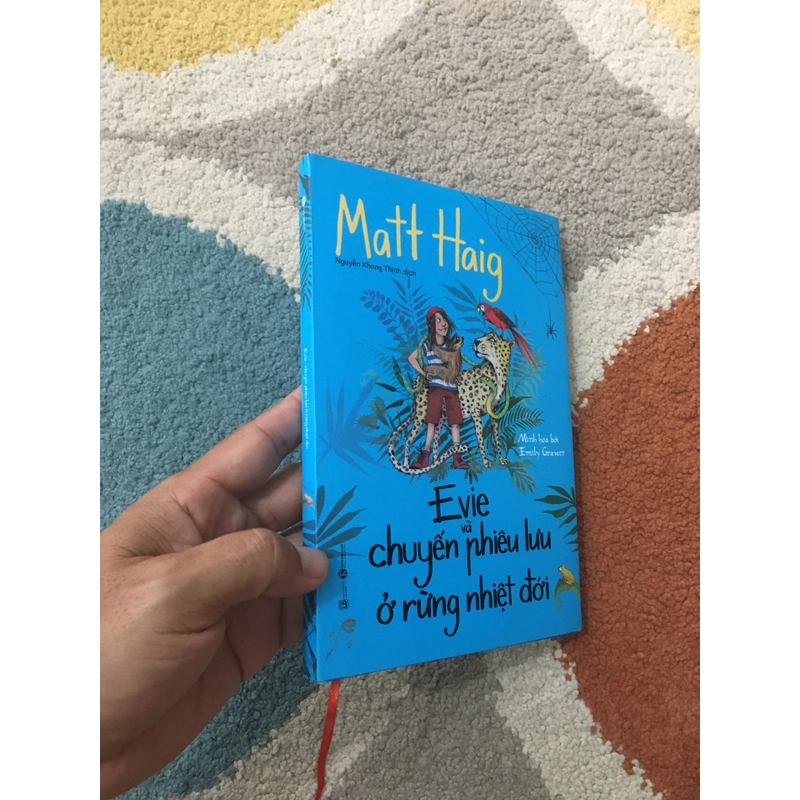 Matt Haig
Nguyễn Khang Thịnh dịch
Minh họa bởi
Emily Gravett
Evie
và
chuyến phiêu lưu
ở rừng nhiệt đới